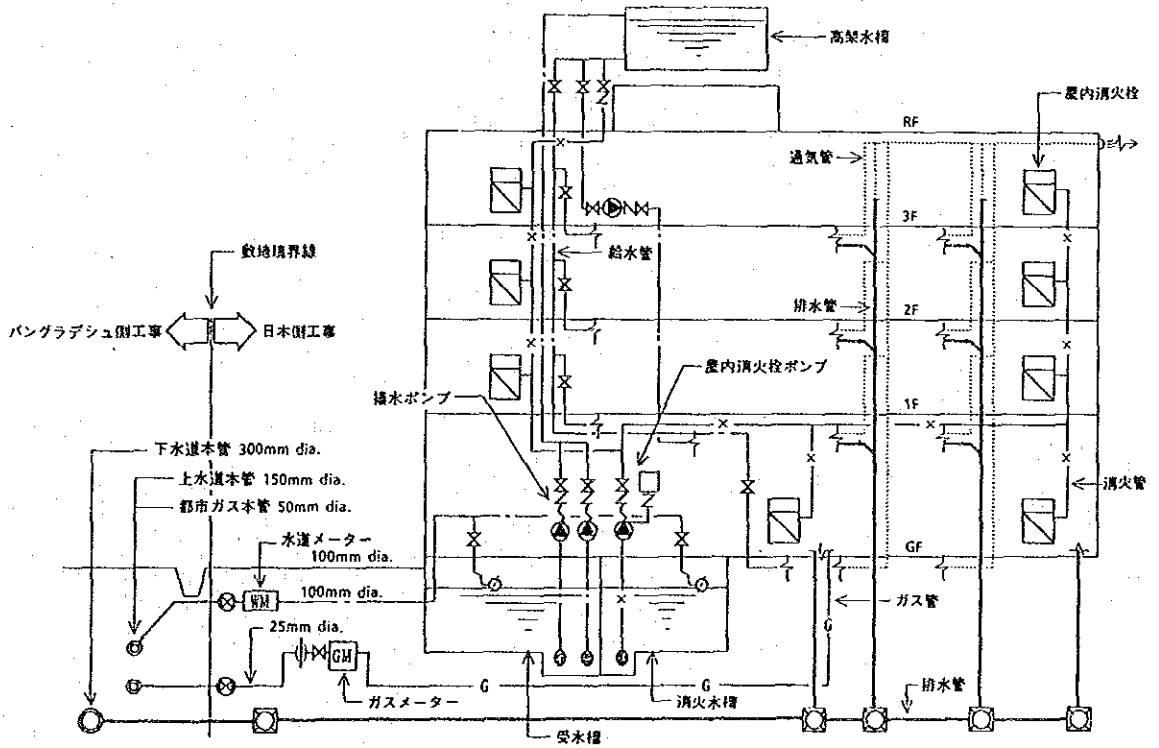 高架水槽
屋内消火栓
RF
通気管
3F
給水管
敷地境界線
排水管
2F
バングラデシュ側工事
日本側工事
屋内消火栓ポンプ
揚水ポンプ
1F
下水道本管 300mm dia.
上水道本管 150mm dia.
都市ガス本管 50mm dia.
消火管
水道メーター
100mm dia.
GF
WM
100mm dia.
ガス管
25mm dia.
G
GM
G
G
ガスメーター
消火水槽
排水管
受水槽